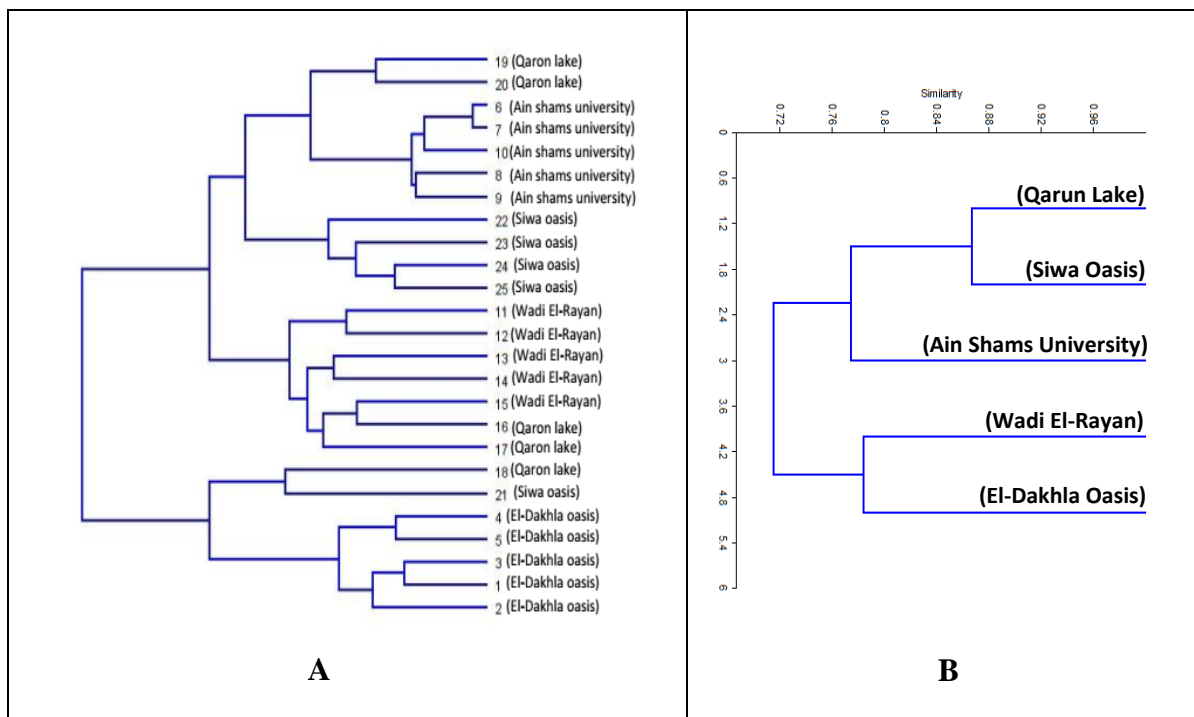 19 (Qaron lake)
20 (Qaron lake)
6 (Ain shams university)
7 (Ain shams university)
10 (Ain shams university)
8 (Ain shams university)
9 (Ain shams university)
22 (Siwa oasis)
23 (Siwa oasis)
24 (Siwa oasis)
25 (Siwa oasis)
11 (Wadi El-Rayan)
12 (Wadi El-Rayan)
13 (Wadi El-Rayan)
14 (Wadi El-Rayan)
15 (Wadi El-Rayan)
16 (Qaron lake)
17 (Qaron lake)
18 (Qaron lake)
21 (Siwa oasis)
4 (El-Dakhla oasis)
5 (El-Dakhla oasis)
3 (El-Dakhla oasis)
1 (El-Dakhla oasis)
2 (El-Dakhla oasis)
A
Similarity
0.72 0.76 0.8 0.84 0.88 0.92 0.96
0
0.6
1.2
1.8
2.4
3
3.6
4.2
4.8
5.4
6
(Qarun Lake)
(Siwa Oasis)
(Ain Shams University)
(Wadi El-Rayan)
(El-Dakhla Oasis)
B